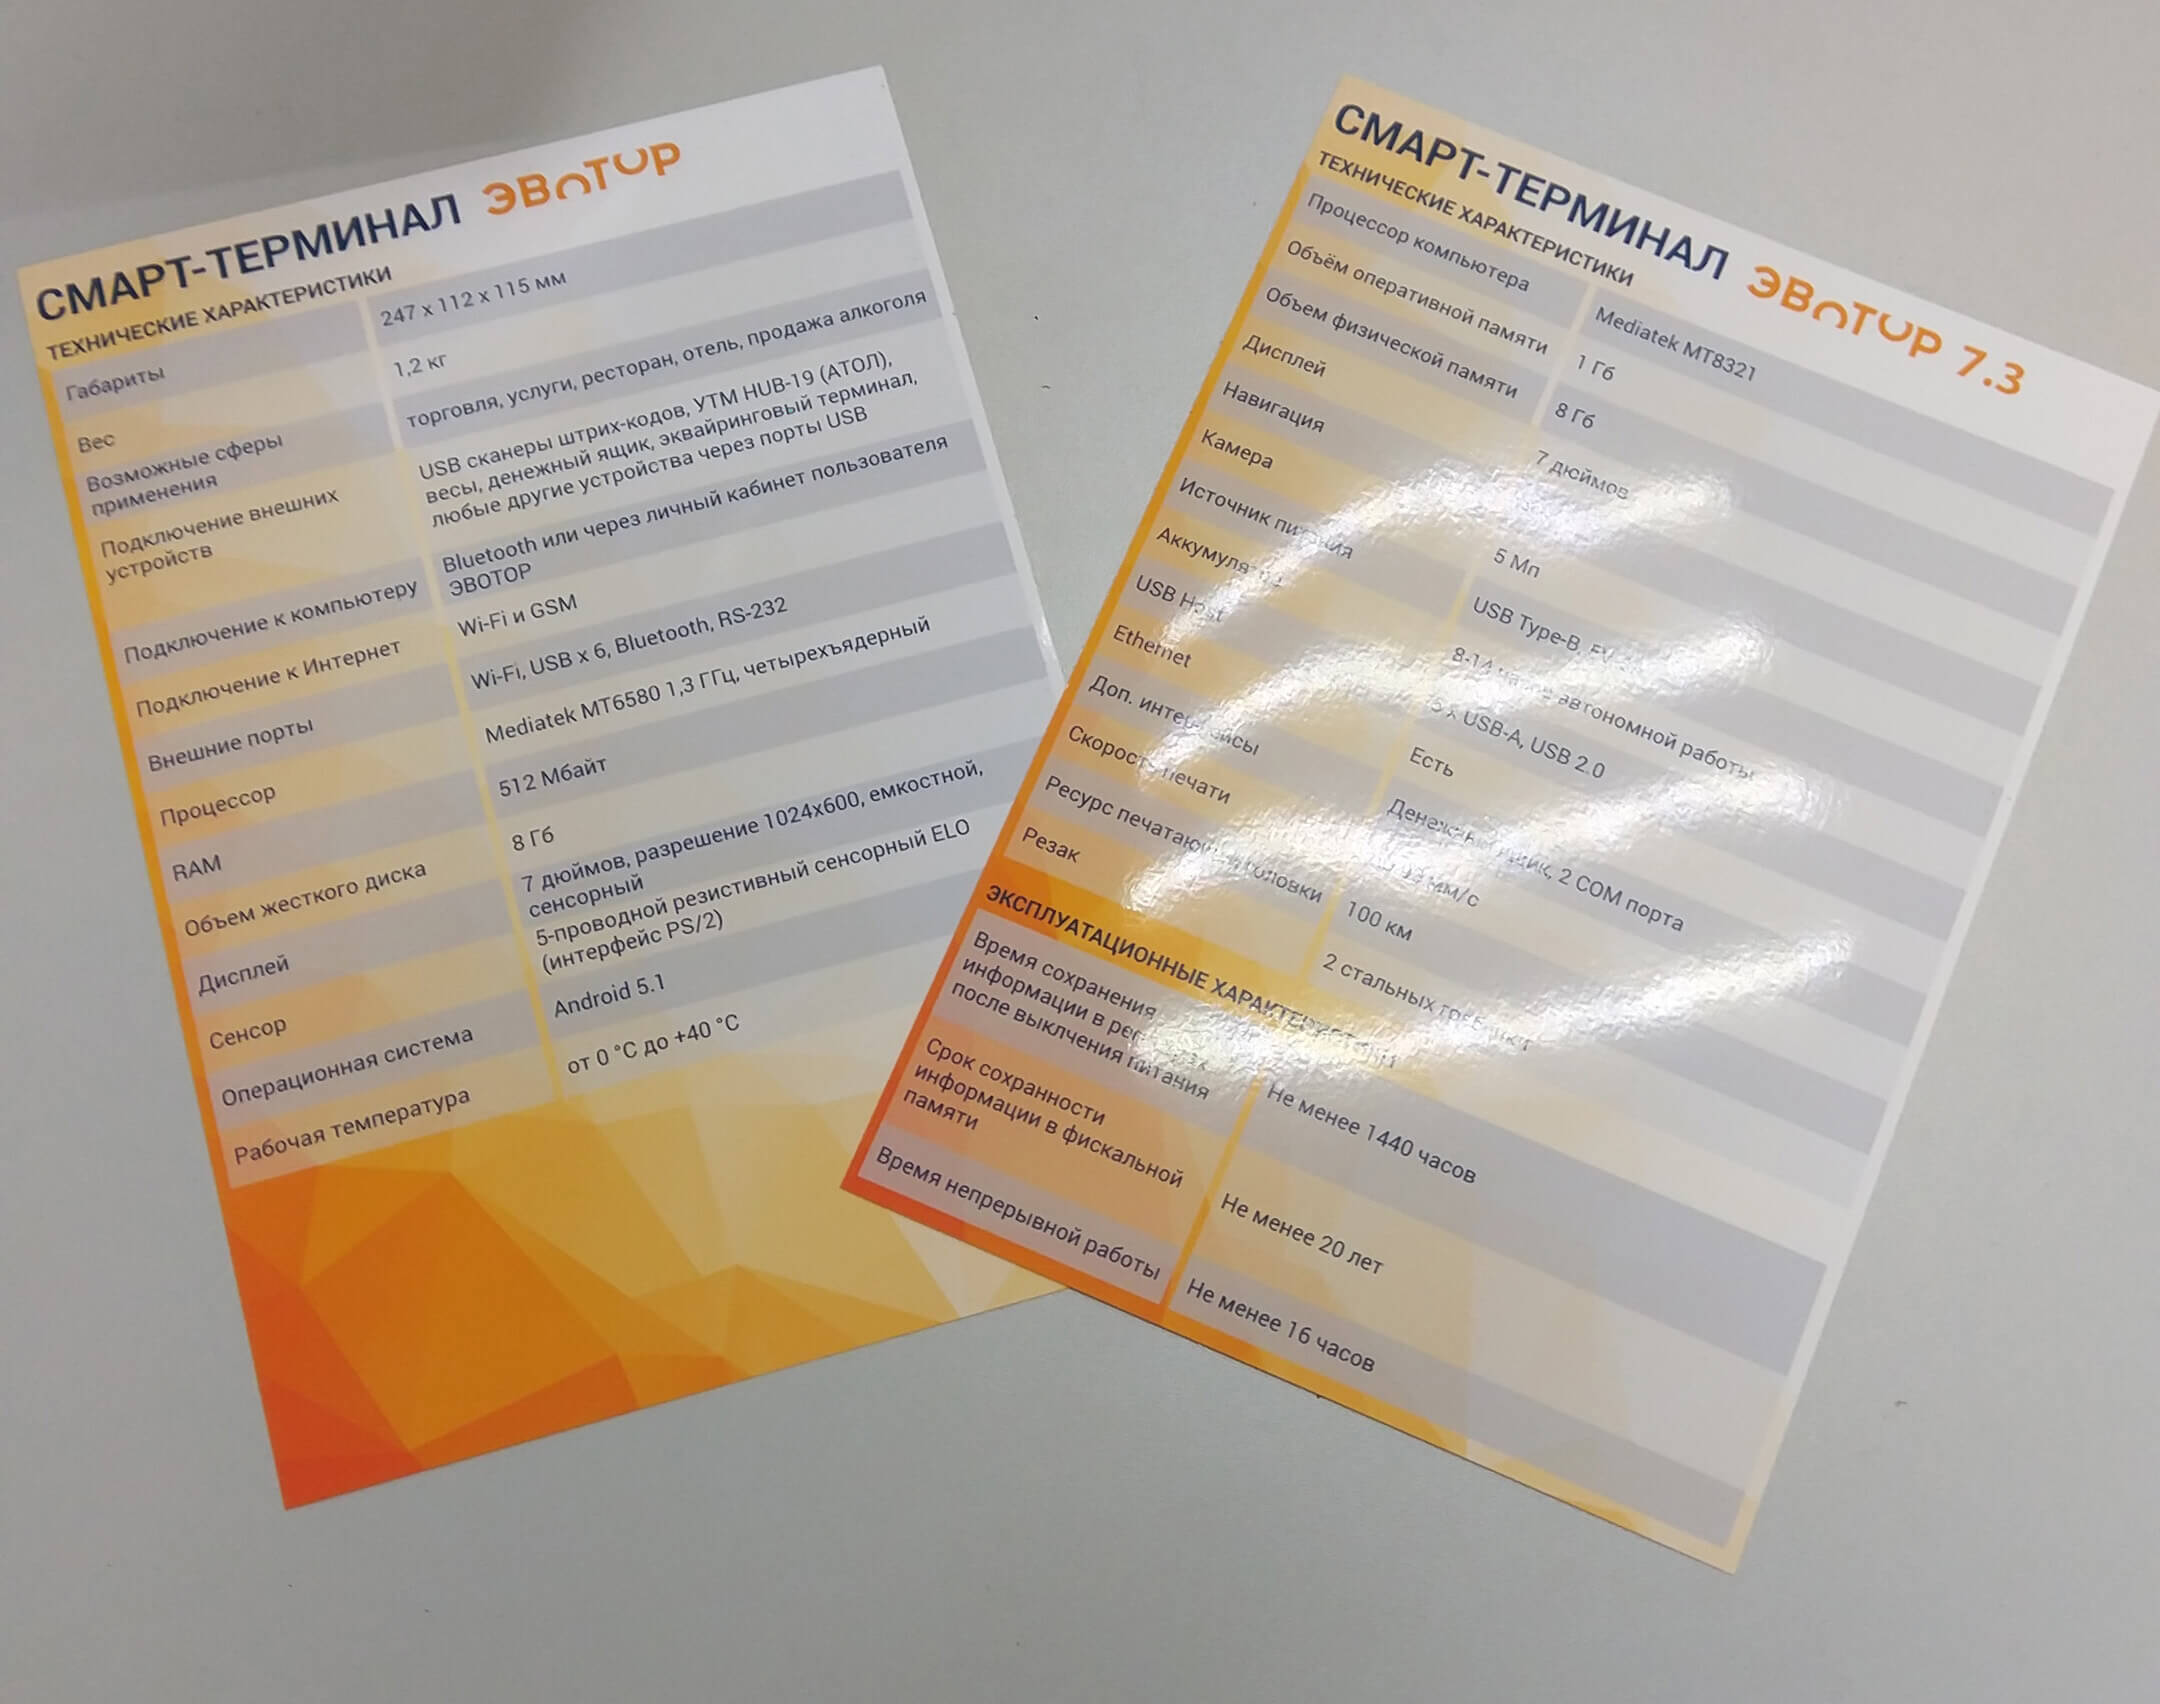 СМАРТ-ТЕРМИНАЛ ЭВОТОР
ТЕХНИЧЕСКИЕ ХАРАКТЕРИСТИКИ
Габариты 247 x 112 x 115 мм
Вес 1,2 кг
Возможные сферы
применения
торговля, услуги, ресторан, отель, продажа алкоголя
Подключение внешних
устройств
USB сканеры штрих-кодов, УТМ HUB-19 (АТОЛ),
весы, денежный ящик, эквайринговый терминал,
любые другие устройства через порты USB
Подключение к компьютеру
Bluetooth или через личный кабинет пользователя
ЭВОТОР
Подключение к Интернет Wi-Fi и GSM
Внешние порты Wi-Fi, USB x 6, Bluetooth, RS-232
Процессор Mediatek MT6580 1,3 ГГц, четырехъядерный
RAM 512 Мбайт
Объем жесткого диска 8 Гб
Дисплей
7 дюймов, разрешение 1024x600, емкостной,
сенсорный
Сенсор
5-проводной резистивный сенсорный ELO
(интерфейс PS/2)
Операционная система Android 5.1
Рабочая температура от 0 °C до +40 °C
СМАРТ-ТЕРМИНАЛ ЭВОТОР 7.3
ТЕХНИЧЕСКИЕ ХАРАКТЕРИСТИКИ
Процессор компьютера Mediatek MT8321
Объём оперативной памяти 1 Гб
Объем физической памяти 8 Гб
Дисплей 7 дюймов
Навигация
Камера 5 Мп
Источник питания USB Type-B,
Аккумулятор автономной работы
USB Host x USB-A, USB 2.0
Ethernet Есть
Доп. интерфейсы Денежный ящик, 2 COM порта
Скорость печати мм/с
Ресурс печатающей головки 100 км
Резак 2 стальных
ЭКСПЛУАТАЦИОННЫЕ ХАРАКТЕРИСТИКИ
Время сохранения
информации в
после выключения питания
Не менее 1440 часов
Срок сохранности
информации в фискальной
памяти
Не менее 20 лет
Время непрерывной работы Не менее 16 часов